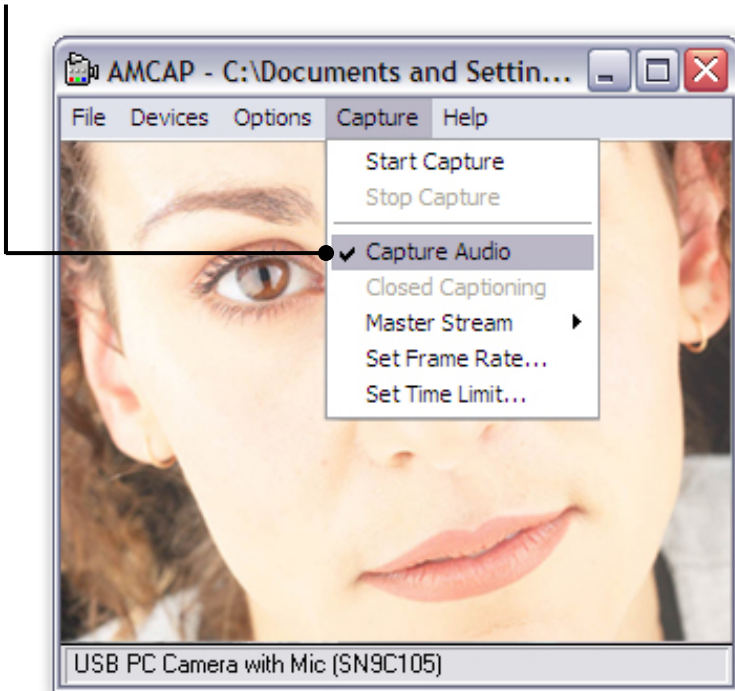 AMCAP - C:\Documents and Settin...
File Devices Options Capture Help
Start Capture
Stop Capture
Capture Audio
Closed Captioning
Master Stream
Set Frame Rate...
Set Time Limit...
USB PC Camera with Mic (SN9C105)